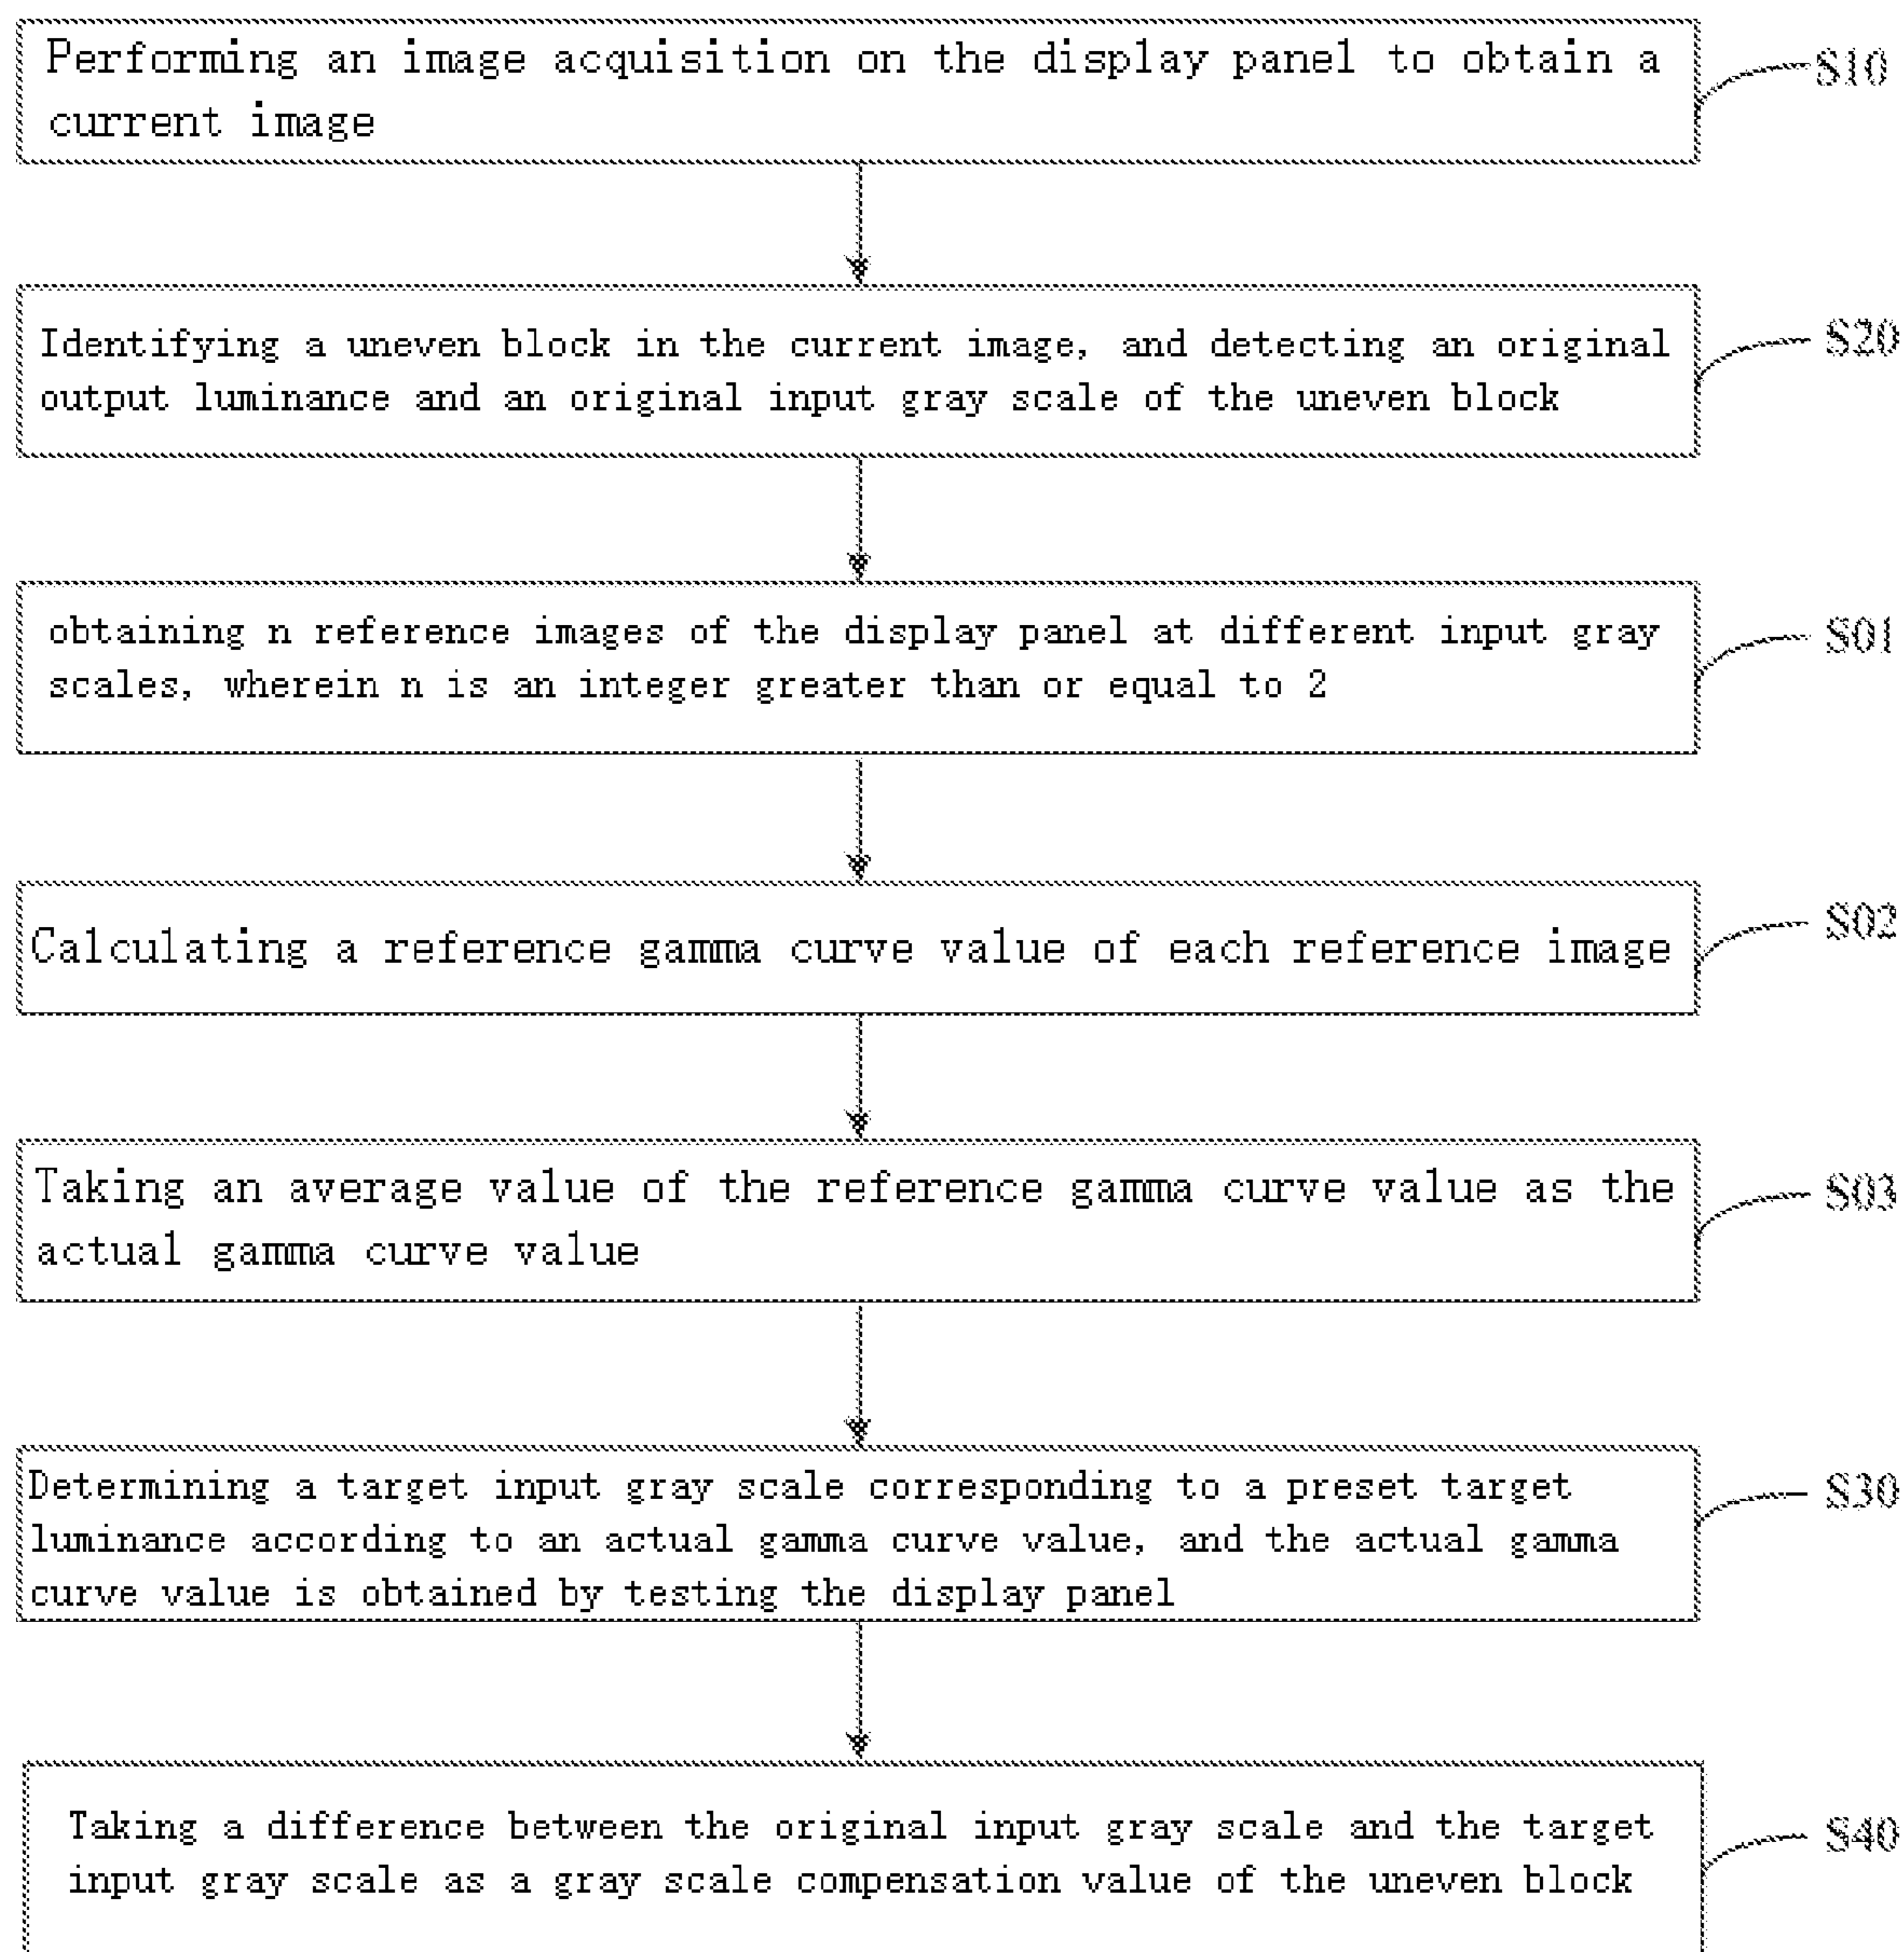 Performing an image acquisition on the display panel to obtain a
current image
S10
Identifying a uneven block in the current image, and detecting an original
output luminance and an original input gray scale of the uneven block
S20
obtaining n reference images of the display panel at different input gray
scales, wherein n is an integer greater than or equal to 2
S01
Calculating a reference gamma curve value of each reference image
S02
Taking an average value of the reference gamma curve value as the
actual gamma curve value
S03
Determining a target input gray scale corresponding to a preset target
luminance according to an actual gamma curve value, and the actual gamma
curve value is obtained by testing the display panel
S30
Taking a difference between the original input gray scale and the target
input gray scale as a gray scale compensation value of the uneven block
S40